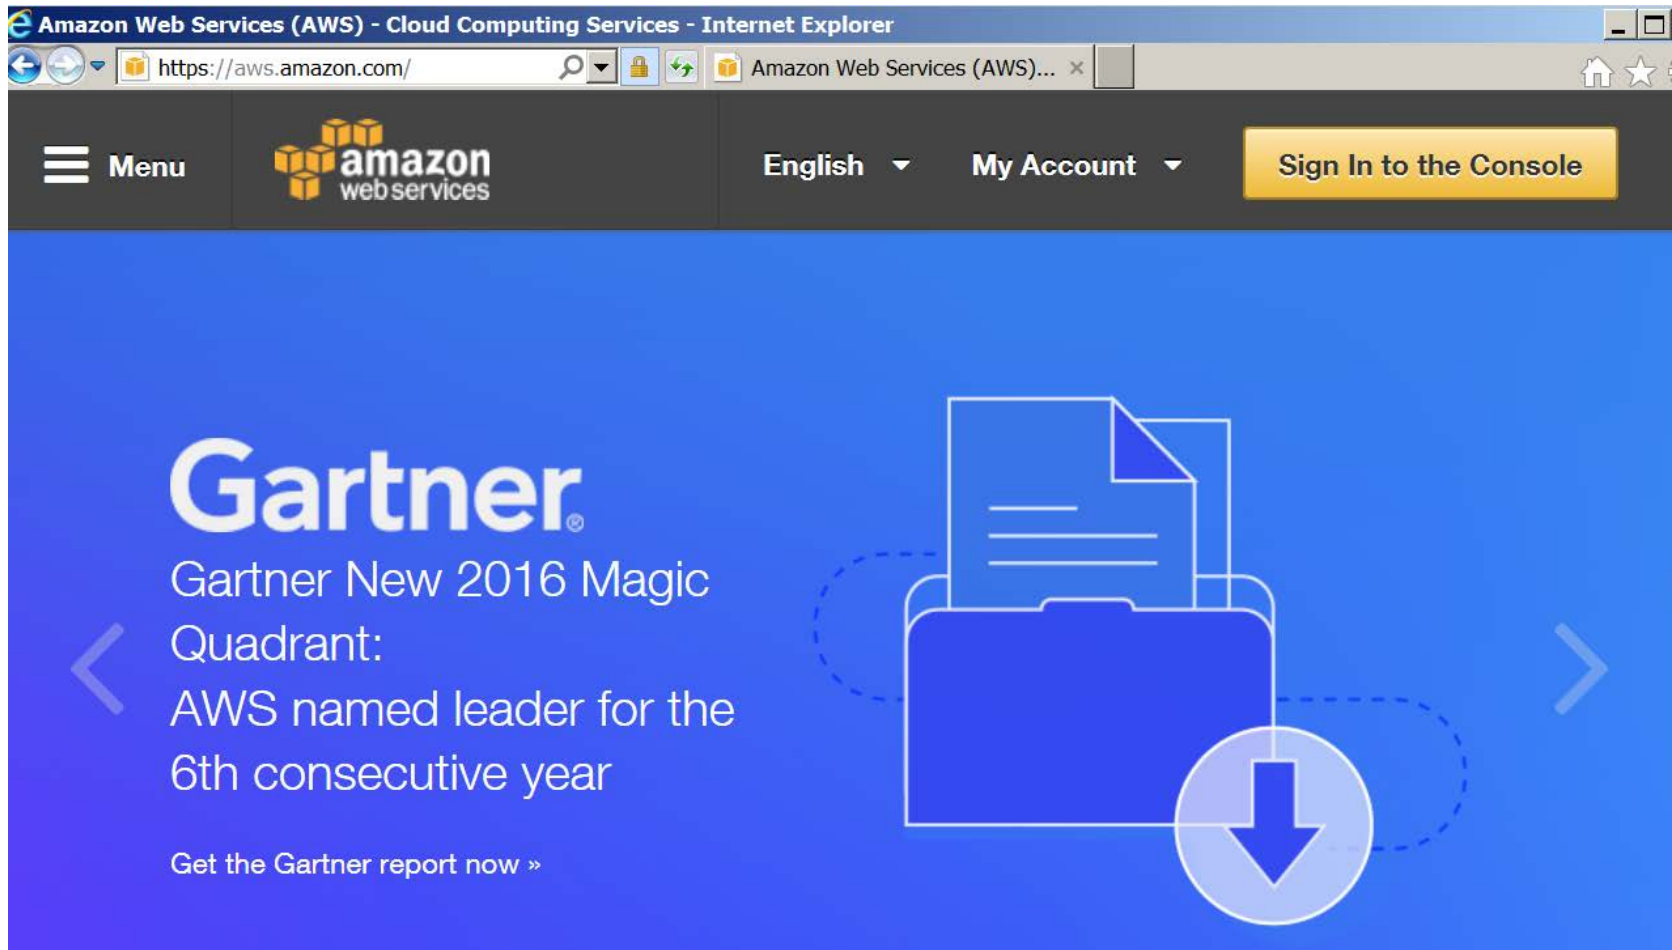 Amazon Web Services (AWS) - Cloud Computing Services - Internet Explorer
https://aws.amazon.com/
Amazon Web Services (AWS)...
Menu
amazon
web services
English
My Account
Sign In to the Console
Gartner®
Gartner New 2016 Magic
Quadrant:
AWS named leader for the
6th consecutive year
Get the Gartner report now »